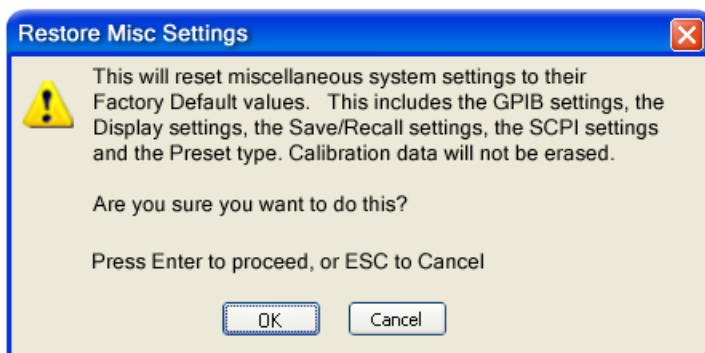 Restore Misc Settings
This will reset miscellaneous system settings to their
Factory Default values.   This includes the GPIB settings, the
Display settings, the Save/Recall settings, the SCPI settings
and the Preset type. Calibration data will not be erased.
Are you sure you want to do this?
Press Enter to proceed, or ESC to Cancel
OK
Cancel